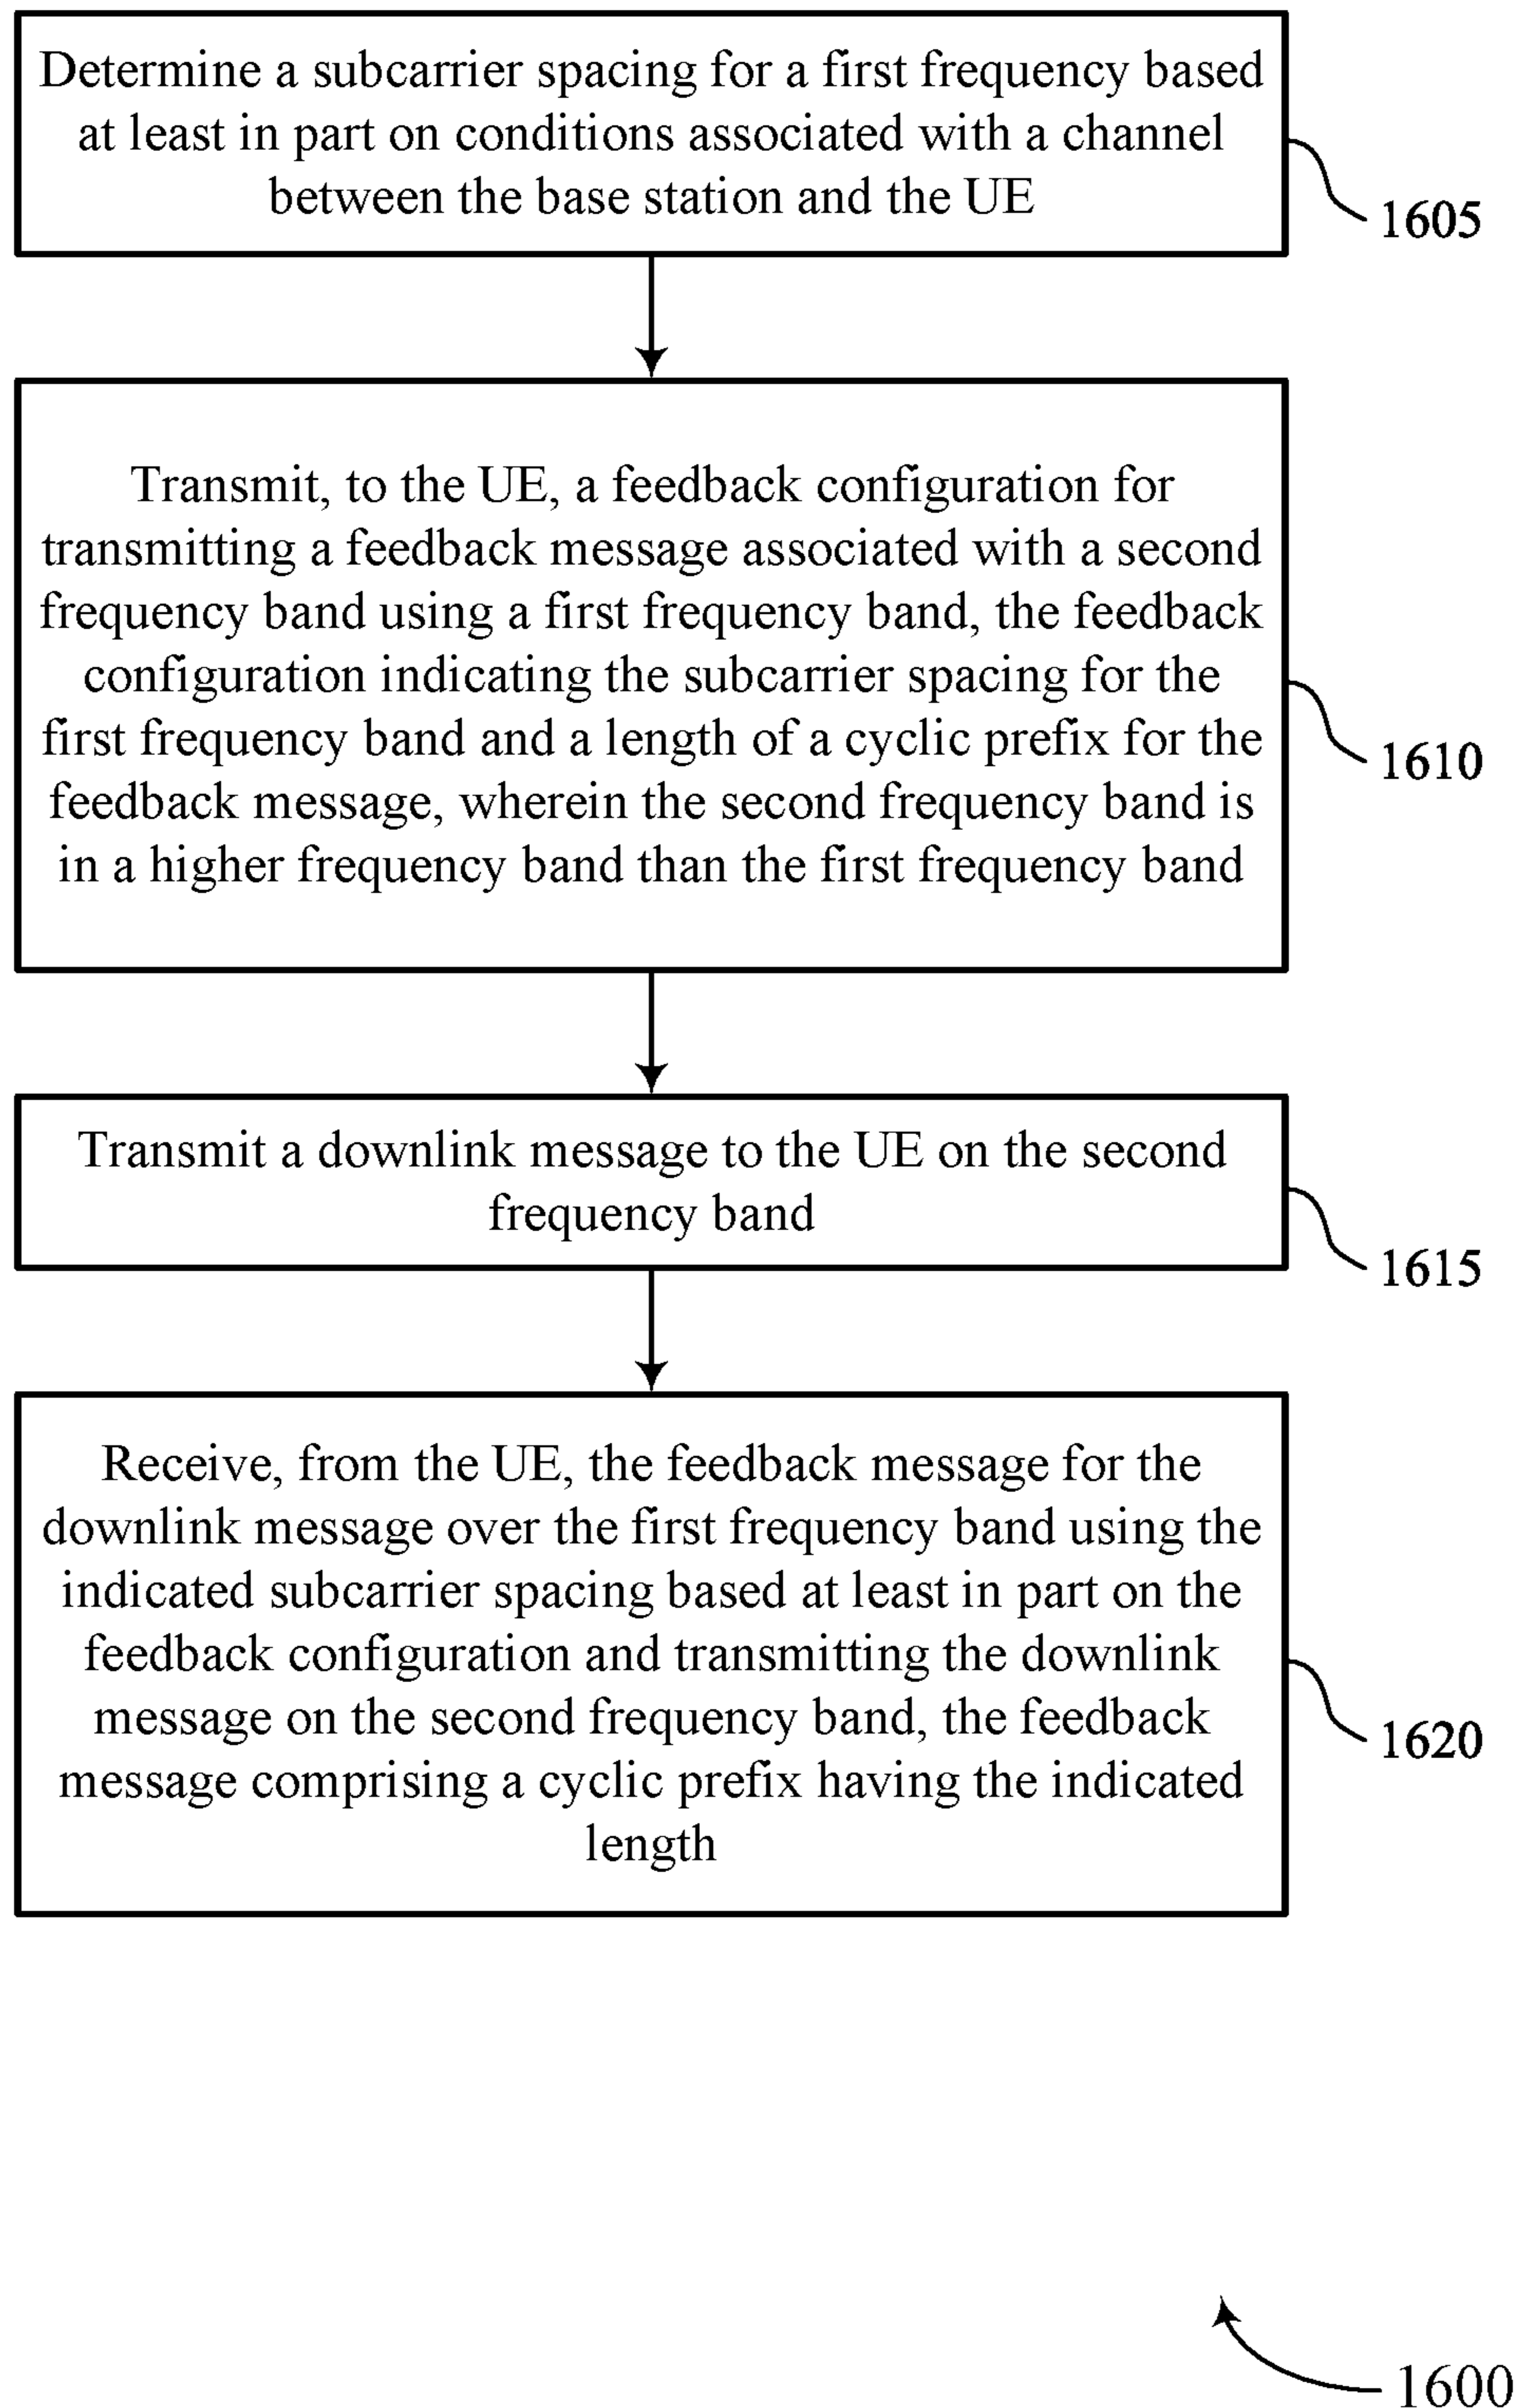 Determine a subcarrier spacing for a first frequency based
at least in part on conditions associated with a channel
between the base station and the UE
1605
Transmit, to the UE, a feedback configuration for
transmitting a feedback message associated with a second
frequency band using a first frequency band, the feedback
configuration indicating the subcarrier spacing for the
first frequency band and a length of a cyclic prefix for the
feedback message, wherein the second frequency band is
in a higher frequency band than the first frequency band
1610
Transmit a downlink message to the UE on the second
frequency band
1615
Receive, from the UE, the feedback message for the
downlink message over the first frequency band using the
indicated subcarrier spacing based at least in part on the
feedback configuration and transmitting the downlink
message on the second frequency band, the feedback
message comprising a cyclic prefix having the indicated
length
1620
1600